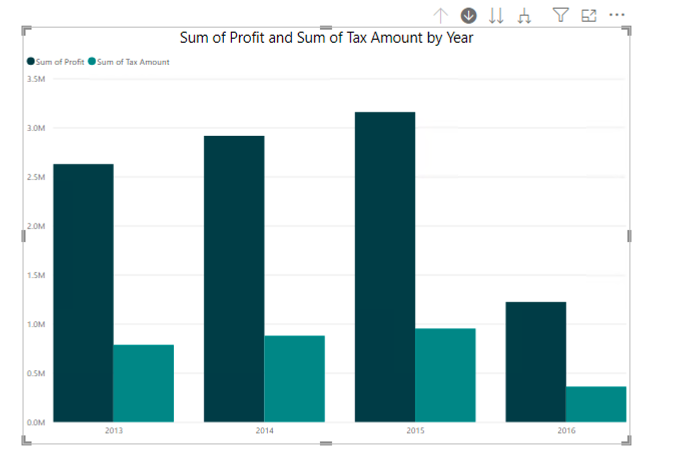 Sum of Profit and Sum of Tax Amount by Year
Sum of Profit Sum of Tax Amount
3.5M
3.0M
2.5M
2.0M
1.5M
1.0M
0.5M
0.0M
2013 2014 2015 2016